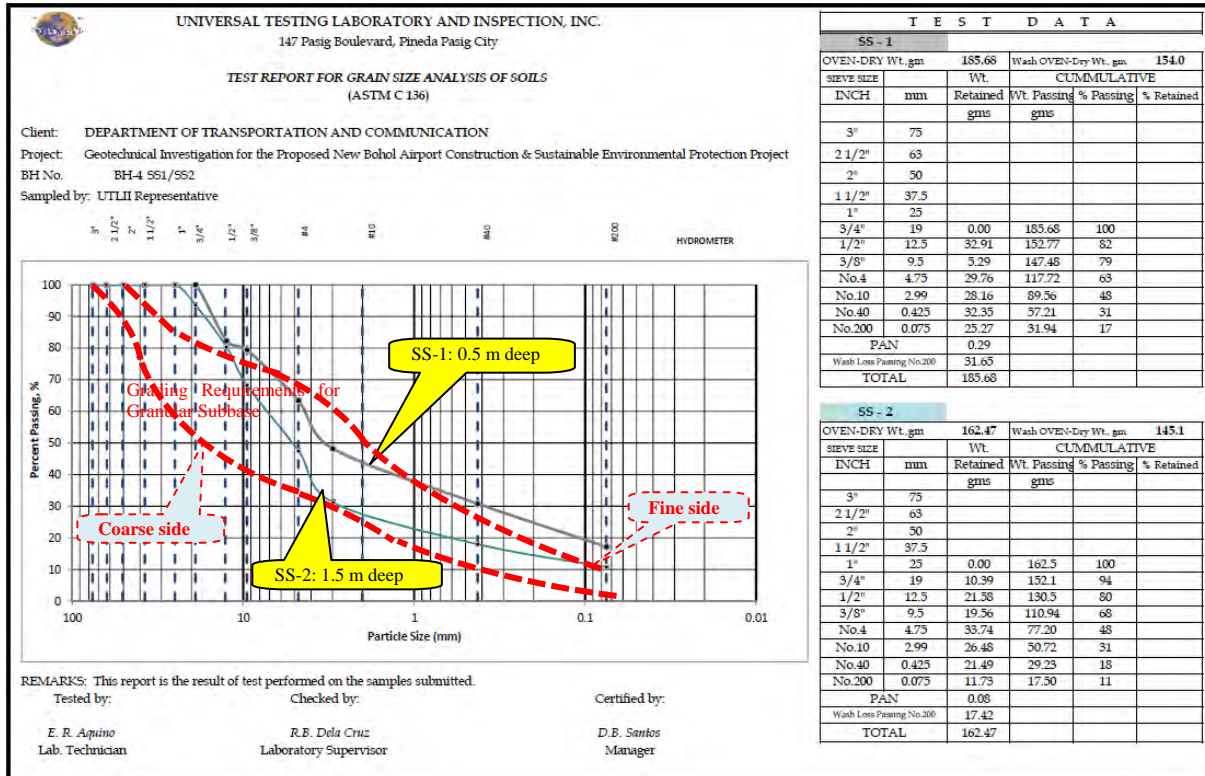 UNIVERSAL TESTING LABORATORY AND INSPECTION, INC.
147 Pasig Boulevard, Pineda Pasig City
TEST REPORT FOR GRAIN SIZE ANALYSIS OF SOILS
(ASTM C 136)
Client: DEPARTMENT OF TRANSPORTATION AND COMMUNICATION
Project: Geotechnical Investigation for the Proposed New Bohol Airport Construction & Sustainable Environmental Protection Project
BH No. BH-4 SS1/SS2
Sampled by: UTLII Representative
3" 2 1/2" 2" 1 1/2" 1" 3/4" 1/2" 3/8" #4 #10 #40 #200 HYDROMETER
Percent Passing, %
100
90
80
70
60
50
40
30
20
10
0
SS-1: 0.5 m deep
Grading Requirements for
Granular Subbase
Coarse side
Fine side
SS-2: 1.5 m deep
100 10 1 0.1 0.01
Particle Size (mm)
REMARKS: This report is the result of test performed on the samples submitted.
Tested by: Checked by: Certified by:
E. R. Aquino R.B. Dela Cruz D.B. Santos
Lab. Technician Laboratory Supervisor Manager
T E S T D A T A
SS - 1
OVEN-DRY Wt.,gm 185.68 Wash OVEN-Dry Wt., gm 154.0
SIEVE SIZE Wt. CUMMULATIVE
INCH mm Retained Wt. Passing % Passing % Retained
gms gms
3" 75
2 1/2" 63
2" 50
1 1/2" 37.5
1" 25
3/4" 19 0.00 185.68 100
1/2" 12.5 32.91 152.77 82
3/8" 9.5 5.29 147.48 79
No.4 4.75 29.76 117.72 63
No.10 2.99 28.16 89.56 48
No.40 0.425 32.35 57.21 31
No.200 0.075 25.27 31.94 17
PAN 0.29
Wash Loss Passing No.200 31.65
TOTAL 185.68
SS - 2
OVEN-DRY Wt.,gm 162.47 Wash OVEN-Dry Wt., gm 145.1
SIEVE SIZE Wt. CUMMULATIVE
INCH mm Retained Wt. Passing % Passing % Retained
gms gms
3" 75
2 1/2" 63
2" 50
1 1/2" 37.5
1" 25 0.00 162.5 100
3/4" 19 10.39 152.1 94
1/2" 12.5 21.58 130.5 80
3/8" 9.5 19.56 110.94 68
No.4 4.75 33.74 77.20 48
No.10 2.99 26.48 50.72 31
No.40 0.425 21.49 29.23 18
No.200 0.075 11.73 17.50 11
PAN 0.08
Wash Loss Passing No.200 17.42
TOTAL 162.47